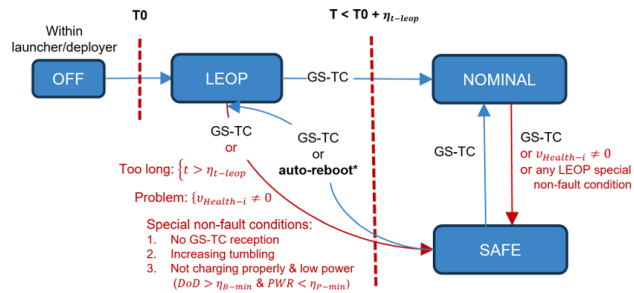 Within
launcher/deployer
T0
T < T0 + η_{t-leop}
OFF
LEOP
GS-TC
NOMINAL
GS-TC
or
Too long: {t > η_{t-leop}
Problem: {υ_{Health-i} ≠ 0
GS-TC
or
auto-reboot*
GS-TC
GS-TC
or υ_{Health-i} ≠ 0
or any LEOP special
non-fault condition
Special non-fault conditions:
1. No GS-TC reception
2. Increasing tumbling
3. Not charging properly & low power
(DoD > η_{B-min} & PWR < η_{P-min})
SAFE